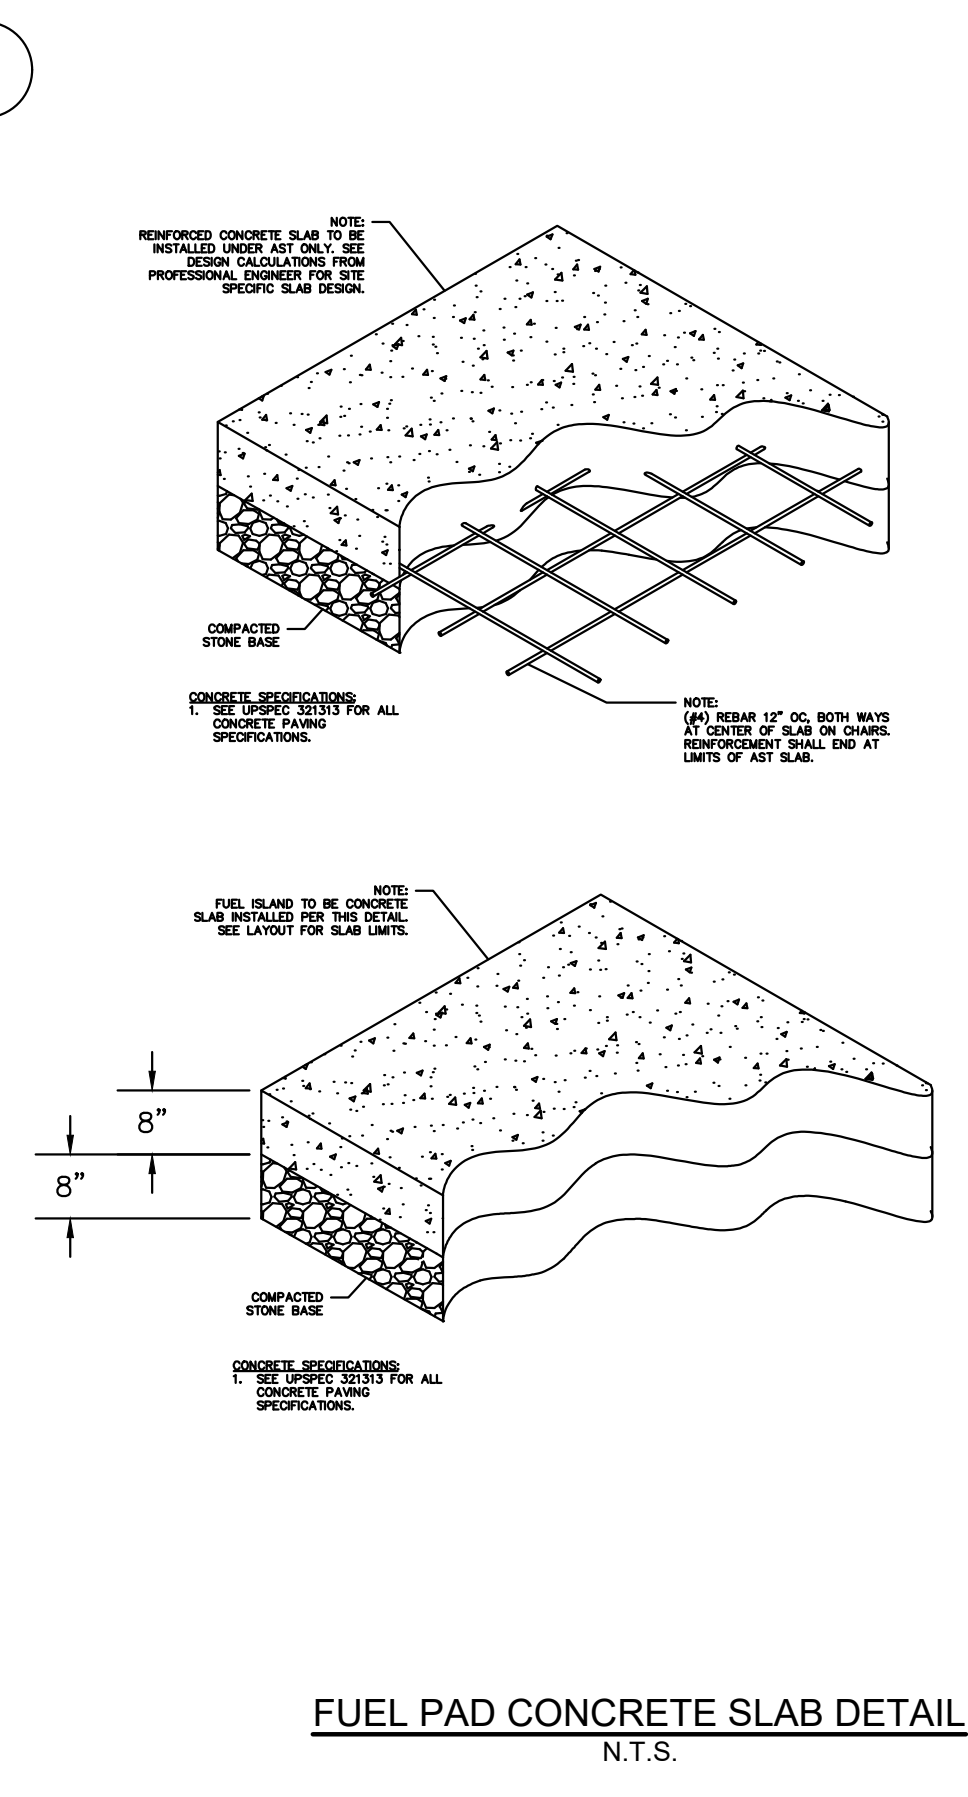 NOTE:
REINFORCED CONCRETE SLAB TO BE
INSTALLED UNDER AST ONLY. SEE
DESIGN CALCULATIONS FROM
PROFESSIONAL ENGINEER FOR SITE
SPECIFIC SLAB DESIGN.
COMPACTED
STONE BASE
CONCRETE SPECIFICATIONS:
1. SEE UPSPEC 321313 FOR ALL
CONCRETE PAVING
SPECIFICATIONS.
NOTE:
(#4) REBAR 12" OC, BOTH WAYS
AT CENTER OF SLAB ON CHAIRS.
REINFORCEMENT SHALL END AT
LIMITS OF AST SLAB.
NOTE:
FUEL ISLAND TO BE CONCRETE
SLAB INSTALLED PER THIS DETAIL.
SEE LAYOUT FOR SLAB LIMITS.
8"
8"
COMPACTED
STONE BASE
CONCRETE SPECIFICATIONS:
1. SEE UPSPEC 321313 FOR ALL
CONCRETE PAVING
SPECIFICATIONS.
FUEL PAD CONCRETE SLAB DETAIL
N.T.S.